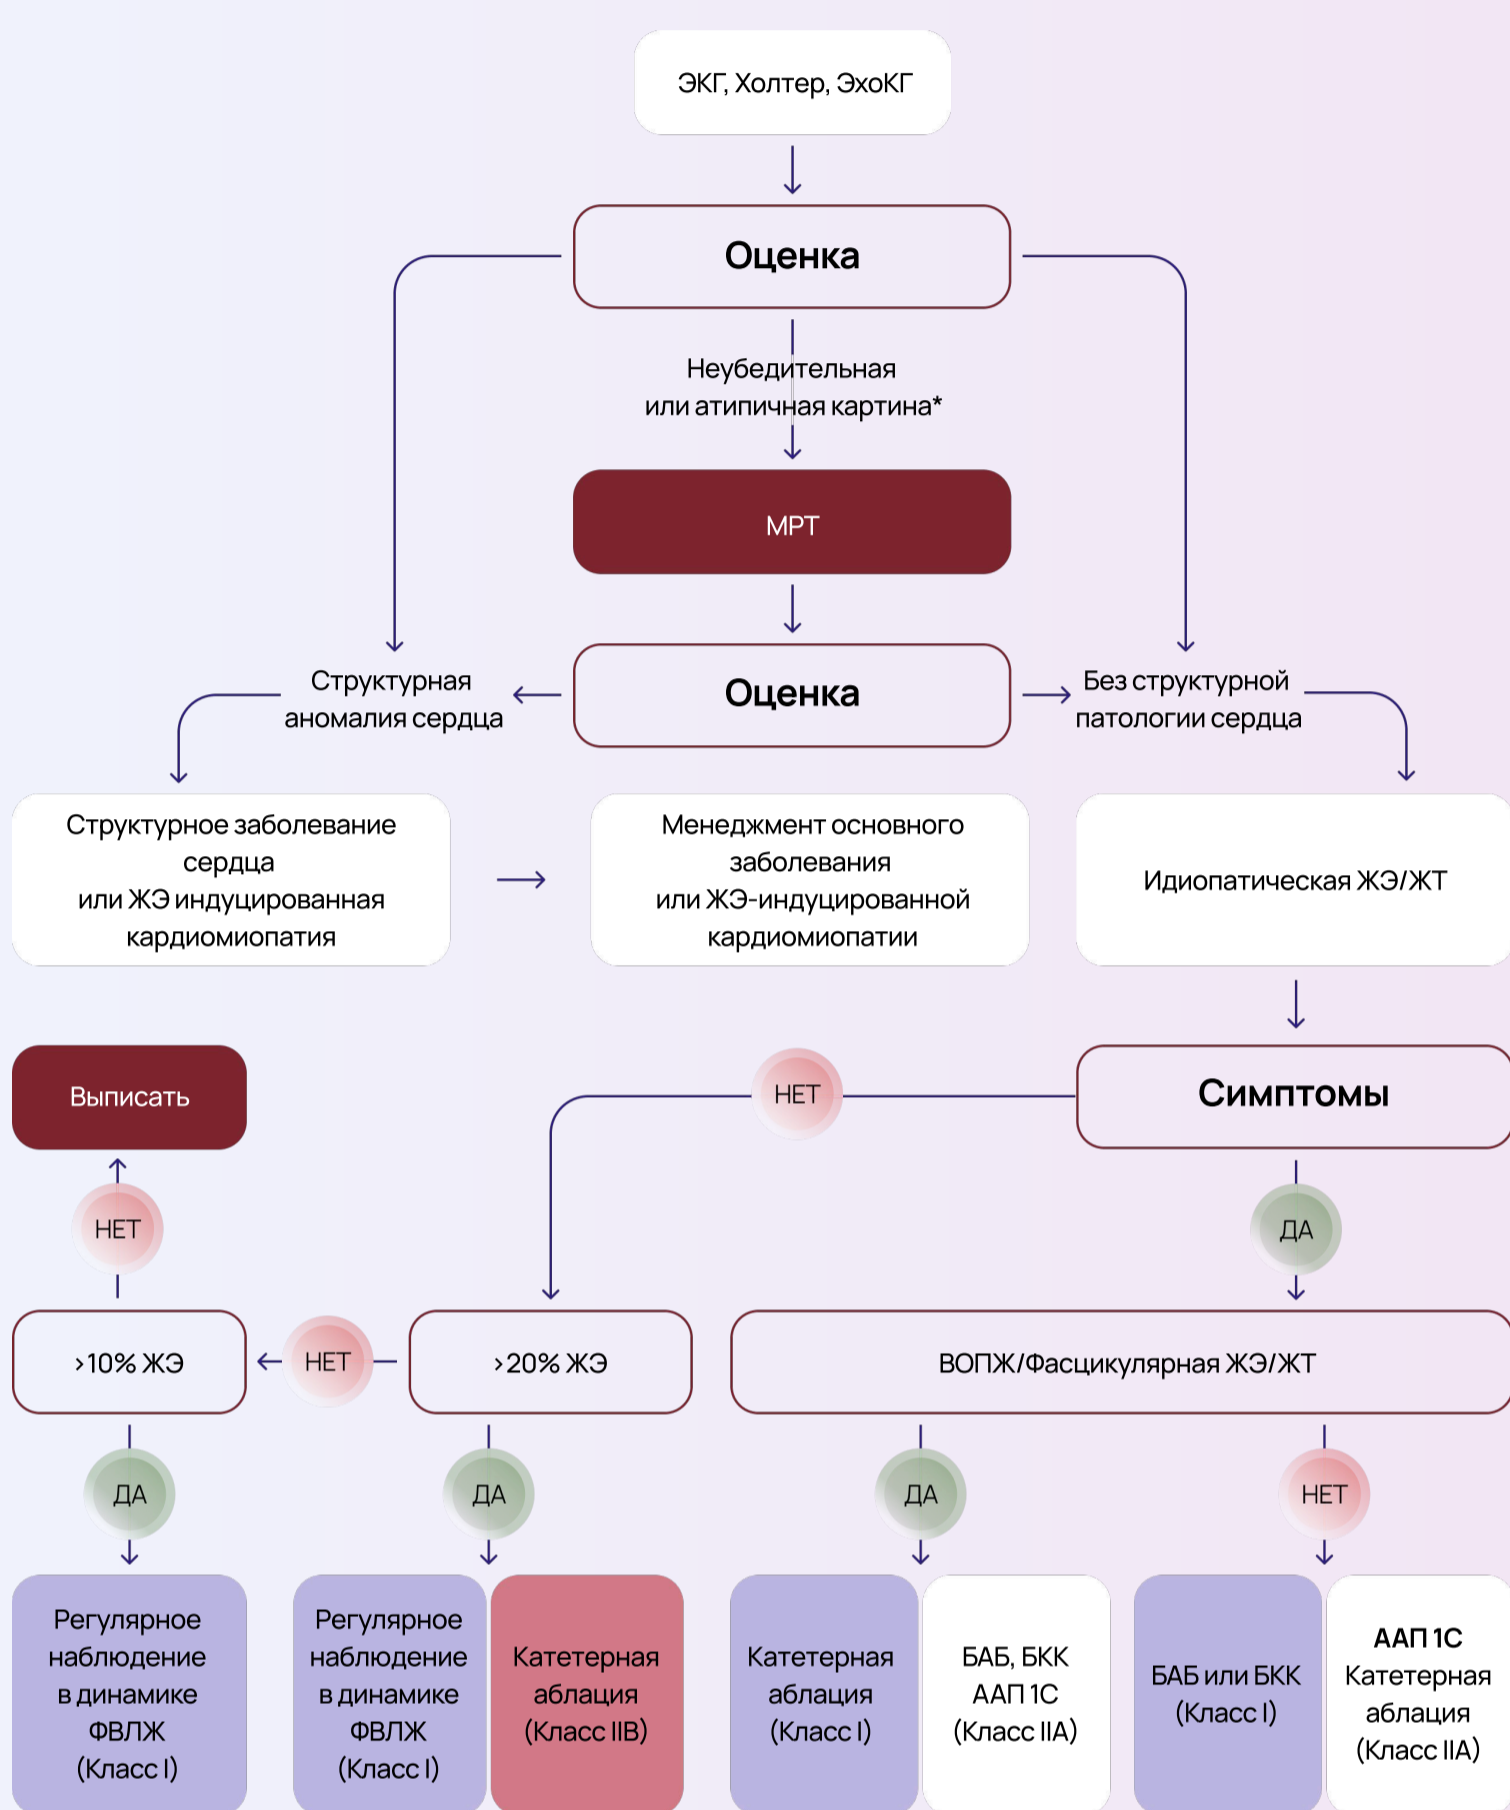 ЭКГ, Холтер, ЭхоКГ
Оценка
Неубедительная
или атипичная картина*
МРТ
Структурная
аномалия сердца
Оценка
Без структурной
патологии сердца
Структурное заболевание
сердца
или ЖЭ индуцированная
кардиомиопатия
Менеджмент основного
заболевания
или ЖЭ-индуцированной
кардиомиопатии
Идиопатическая ЖЭ/ЖТ
Выписать
НЕТ
Симптомы
НЕТ
ДА
>10% ЖЭ
НЕТ
>20% ЖЭ
ВОПЖ/Фасцикулярная ЖЭ/ЖТ
ДА
ДА
ДА
НЕТ
Регулярное
наблюдение
в динамике
ФВЛЖ
(Класс I)
Регулярное
наблюдение
в динамике
ФВЛЖ
(Класс I)
Катетерная
аблация
(Класс IIB)
Катетерная
аблация
(Класс I)
БАБ, БКК
ААП 1С
(Класс IIA)
БАБ или БКК
(Класс I)
ААП 1С
Катетерная
аблация
(Класс IIA)